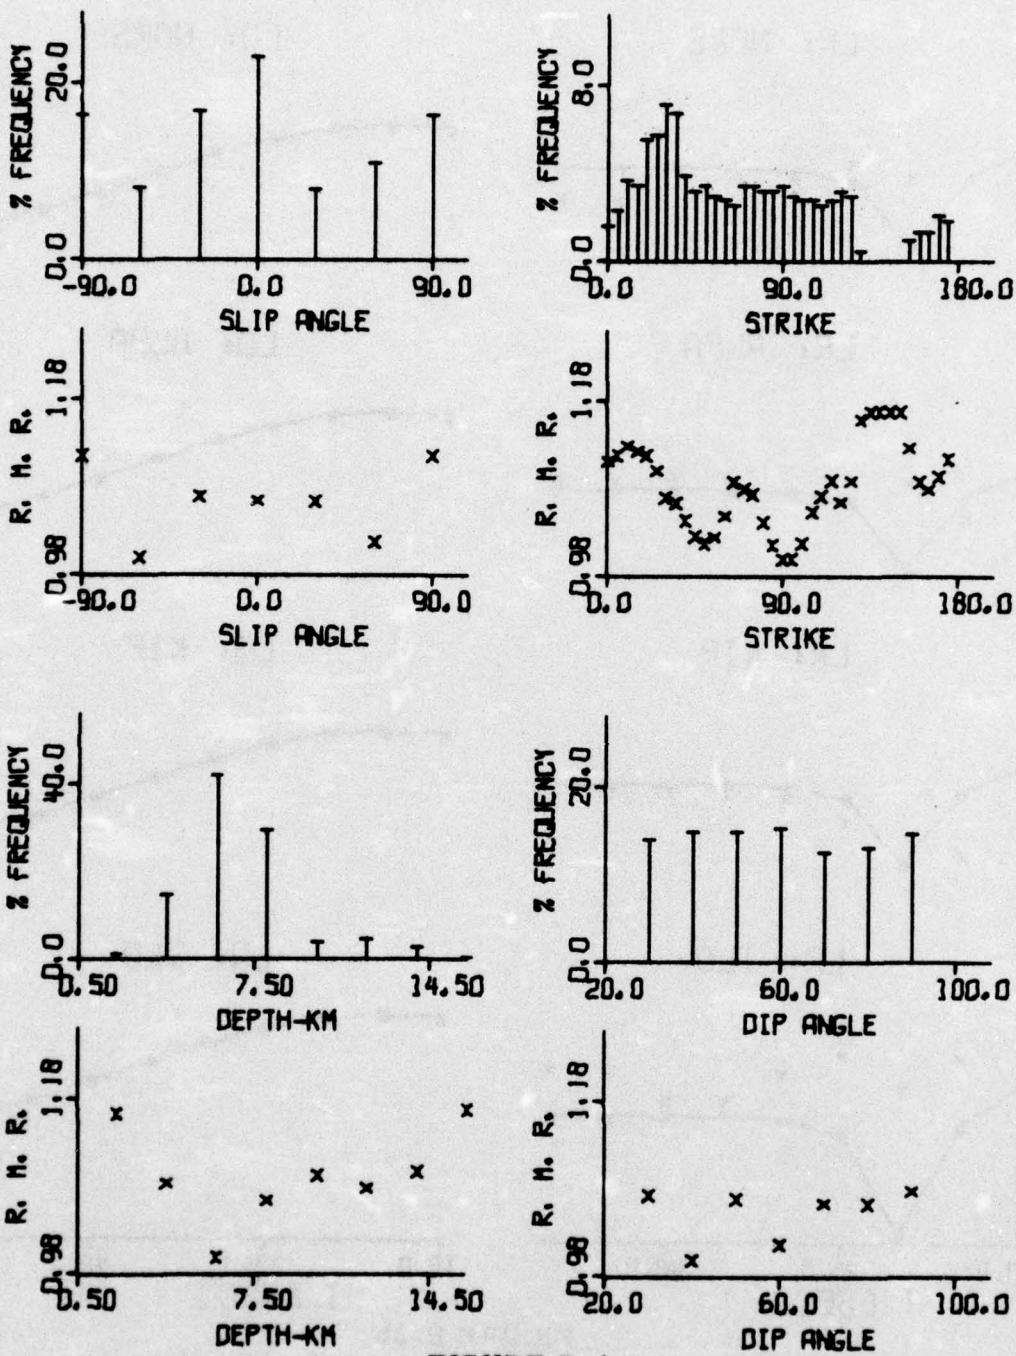 % FREQUENCY
20.0
0.0
-90.0
0.0
90.0
SLIP ANGLE
% FREQUENCY
8.0
0.0
0.0
90.0
180.0
STRIKE
R. M. R.
1.18
0.98
-90.0
0.0
90.0
SLIP ANGLE
R. M. R.
1.18
0.98
0.0
90.0
180.0
STRIKE
% FREQUENCY
40.0
0.0
0.50
7.50
14.50
DEPTH-KM
% FREQUENCY
20.0
0.0
20.0
60.0
100.0
DIP ANGLE
R. M. R.
1.18
0.98
0.50
7.50
14.50
DEPTH-KM
R. M. R.
1.18
0.98
20.0
60.0
100.0
DIP ANGLE